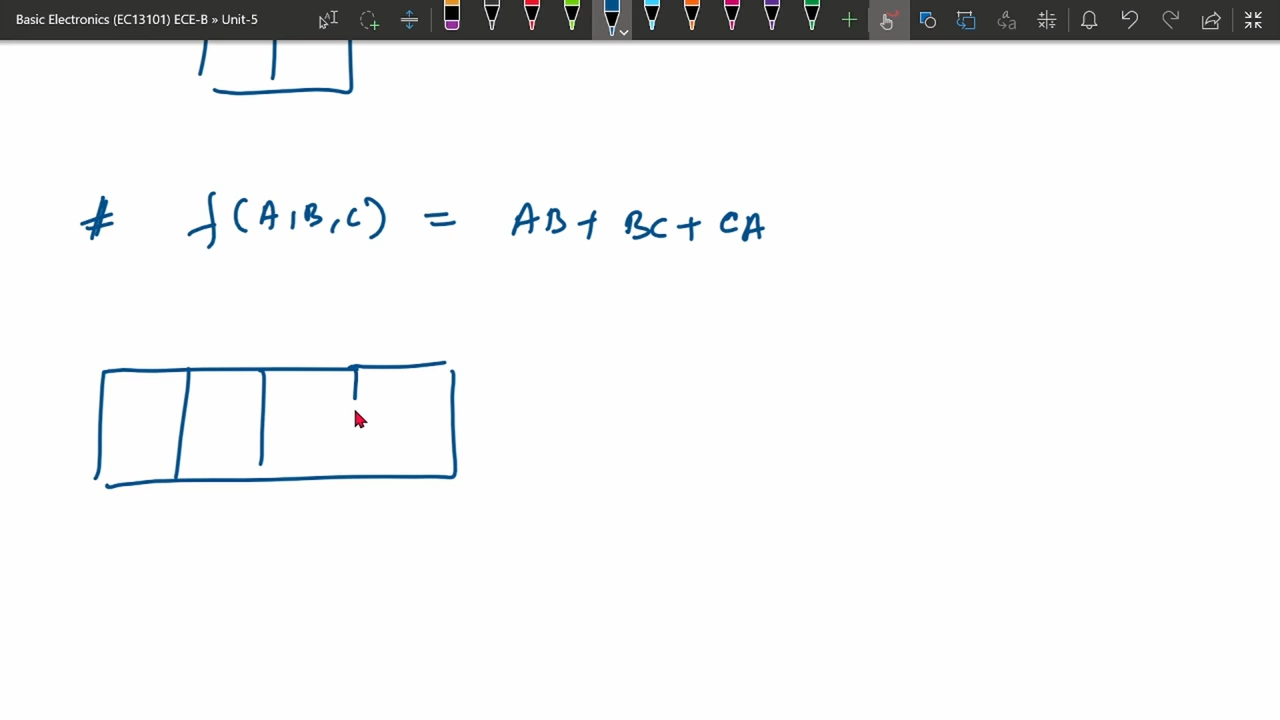 Basic Electronics (EC13101) ECE-B » Unit-5
# f(A,B,C) = AB + BC + CA